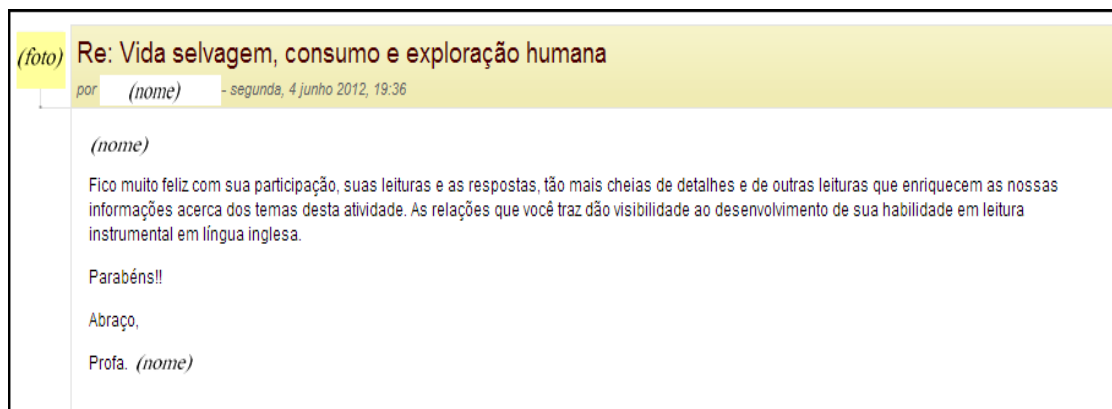 (foto)
Re: Vida selvagem, consumo e exploração humana
por (nome) - segunda, 4 junho 2012, 19:36
(nome)
Fico muito feliz com sua participação, suas leituras e as respostas, tão mais cheias de detalhes e de outras leituras que enriquecem as nossas
informações acerca dos temas desta atividade. As relações que você traz dão visibilidade ao desenvolvimento de sua habilidade em leitura
instrumental em língua inglesa.
Parabéns!!
Abraço,
Profa. (nome)